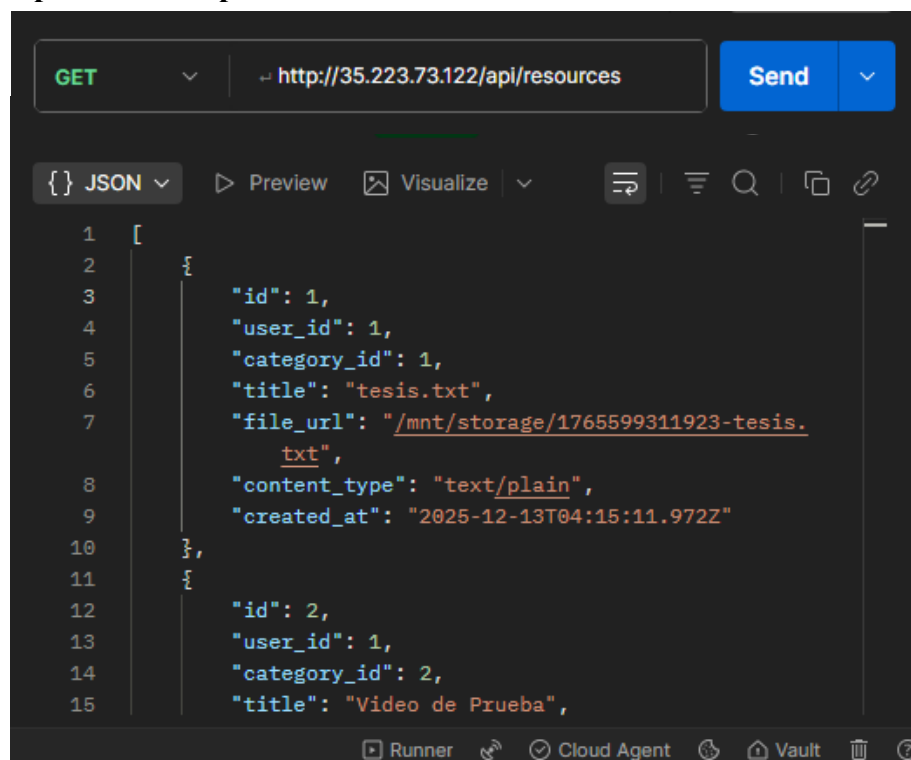 GET http://35.223.73.122/api/resources Send
{} JSON Preview Visualize
1 [
2 {
3 "id": 1,
4 "user_id": 1,
5 "category_id": 1,
6 "title": "tesis.txt",
7 "file_url": "/mnt/storage/1765599311923-tesis.
txt",
8 "content_type": "text/plain",
9 "created_at": "2025-12-13T04:15:11.972Z"
10 },
11 {
12 "id": 2,
13 "user_id": 1,
14 "category_id": 2,
15 "title": "Video de Prueba",
Runner Cloud Agent Vault